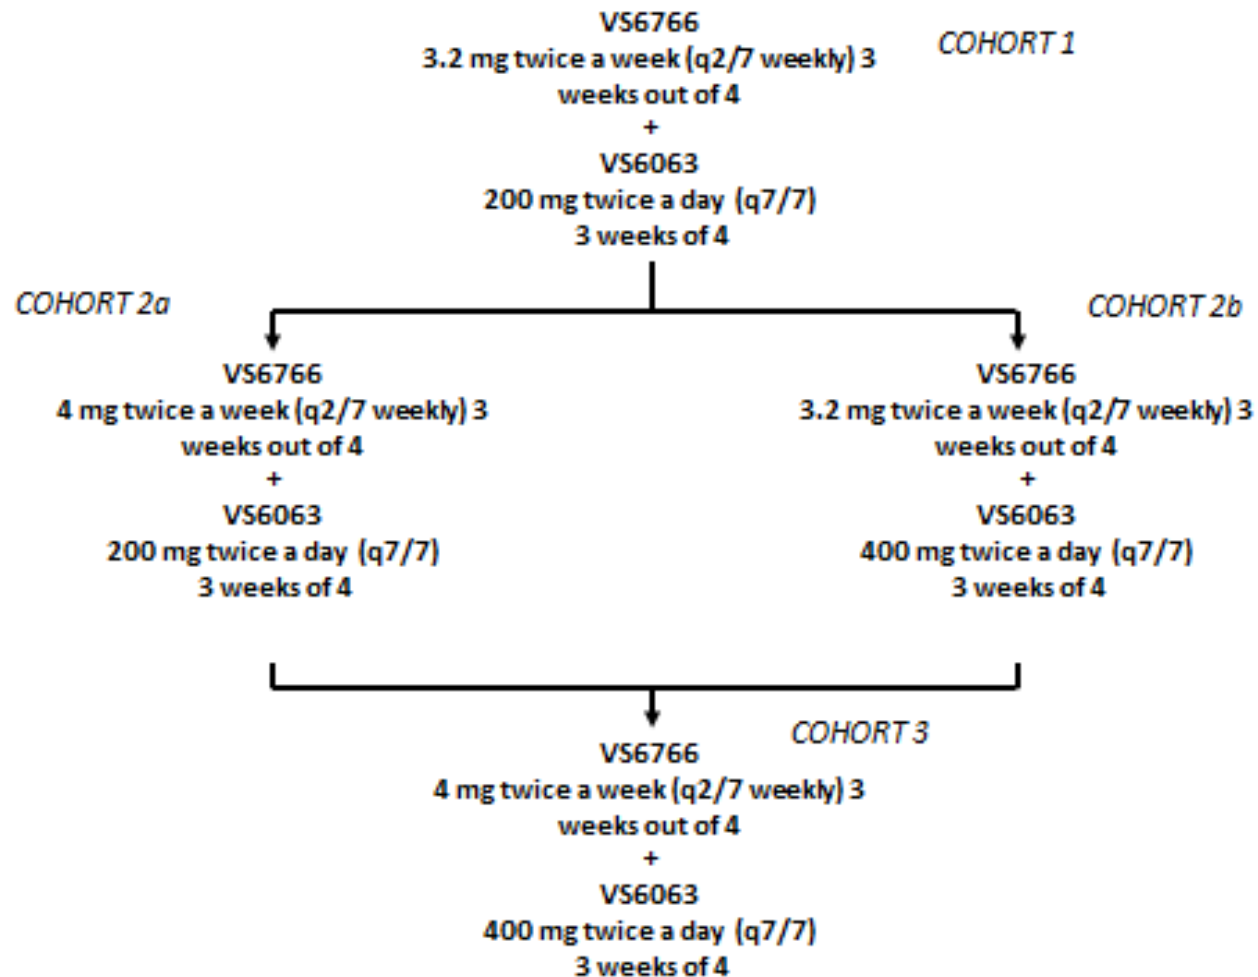 VS6766
COHORT 1
3.2 mg twice a week (q2/7 weekly) 3
weeks out of 4
+
VS6063
200 mg twice a day (q7/7)
3 weeks of 4
COHORT 2a
VS6766
4 mg twice a week (q2/7 weekly) 3
weeks out of 4
+
VS6063
200 mg twice a day (q7/7)
3 weeks of 4
COHORT 2b
VS6766
3.2 mg twice a week (q2/7 weekly) 3
weeks out of 4
+
VS6063
400 mg twice a day (q7/7)
3 weeks of 4
COHORT 3
VS6766
4 mg twice a week (q2/7 weekly) 3
weeks out of 4
+
VS6063
400 mg twice a day (q7/7)
3 weeks of 4